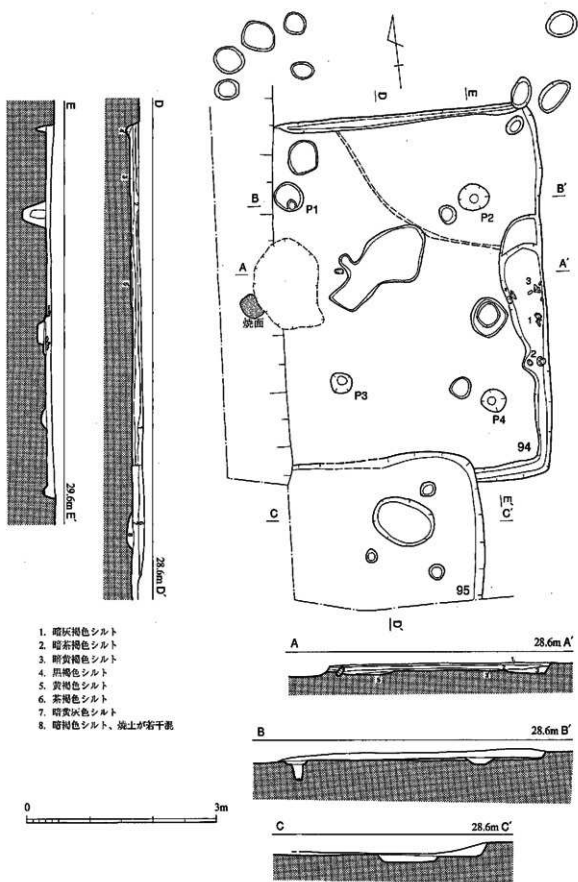 D
E
B
P1
P2
B′
A
A′
焼面
3
1
2
P3
P4
94
C
E′
C′
95
D′
E
29.6m E′
D
28.6m D′
1. 暗灰褐色シルト
2. 暗茶褐色シルト
3. 暗黄褐色シルト
4. 黒褐色シルト
5. 黄褐色シルト
6. 茶褐色シルト
7. 暗黄灰色シルト
8. 暗褐色シルト、焼土が若干混
0 3m
A 28.6m A′
B 28.6m B′
C 28.6m C′